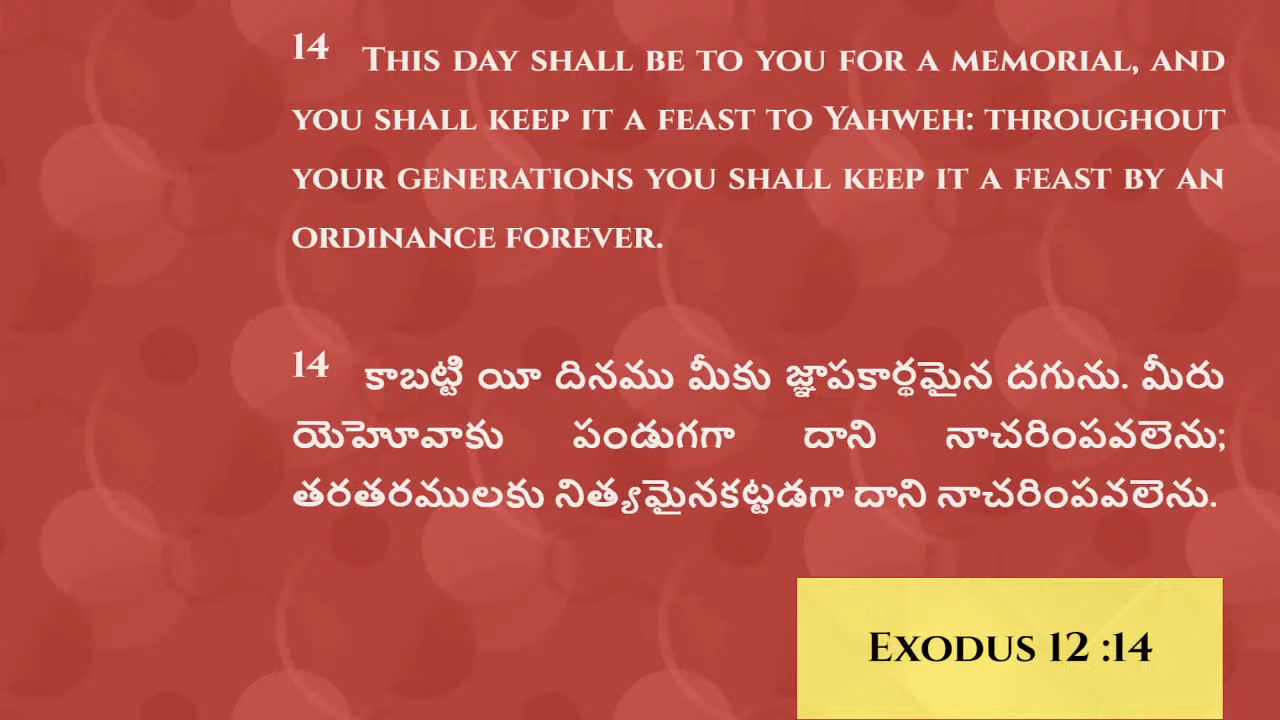 14 This day shall be to you for a memorial, and
you shall keep it a feast to Yahweh: throughout
your generations you shall keep it a feast by an
ordinance forever.
14 కాబట్టి యీ దినము మీకు జ్ఞాపకార్థమైన దగును. మీరు
యెహెూవాకు పండుగగా దాని నాచరింపవలెను;
తరతరములకు నిత్యమైనకట్టడగా దాని నాచరింపవలెను.
Exodus 12 :14